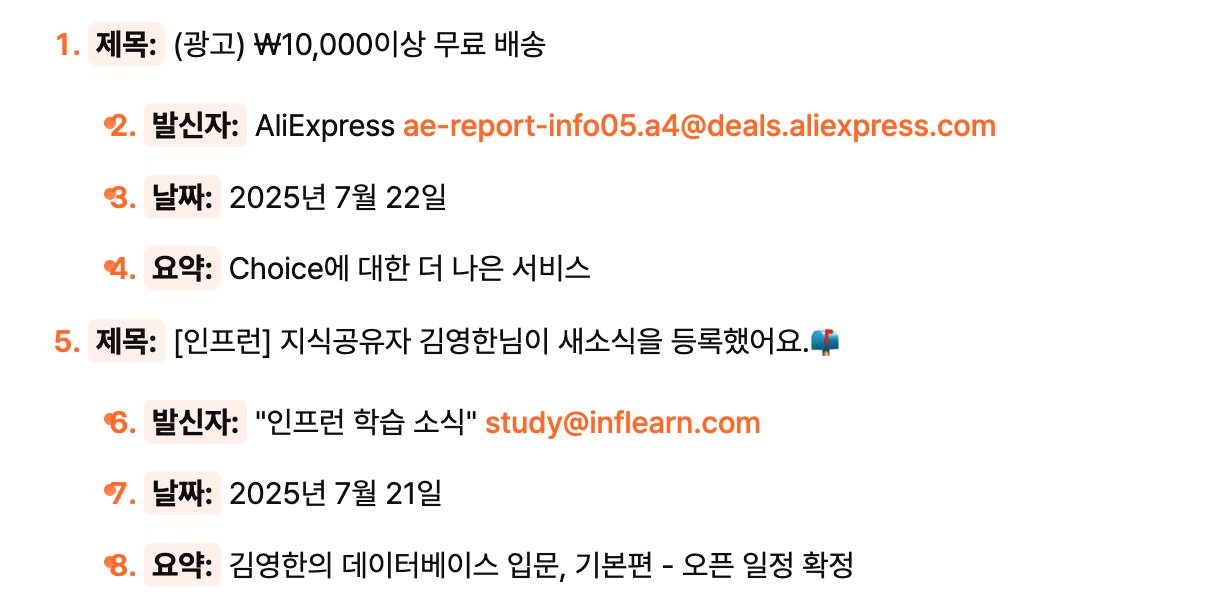 1. 제목: (광고) ₩10,000이상 무료 배송
2. 발신자: AliExpress ae-report-info05.a4@deals.aliexpress.com
3. 날짜: 2025년 7월 22일
4. 요약: Choice에 대한 더 나은 서비스
5. 제목: [인프런] 지식공유자 김영한님이 새소식을 등록했어요.📬
6. 발신자: "인프런 학습 소식" study@inflearn.com
7. 날짜: 2025년 7월 21일
8. 요약: 김영한의 데이터베이스 입문, 기본편 - 오픈 일정 확정